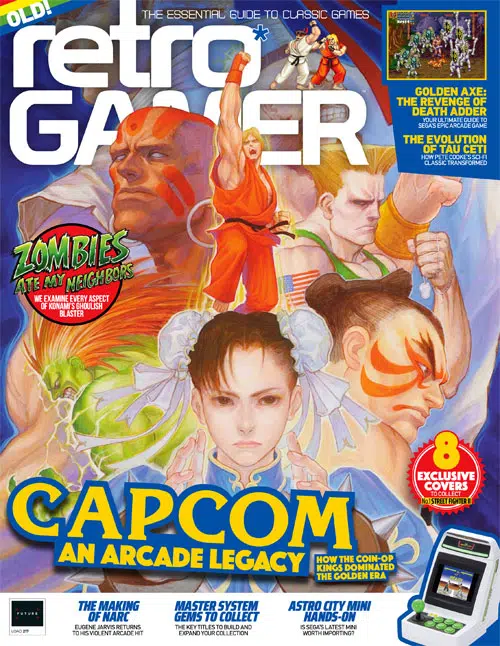 OLD!
THE ESSENTIAL GUIDE TO CLASSIC GAMES
retro*
GAMER
GOLDEN AXE:
THE REVENGE OF
DEATH ADDER
YOUR ULTIMATE GUIDE TO
SEGA'S EPIC ARCADE GAME
THE EVOLUTION
OF TAU CETI
HOW PETE COOKE'S SCI-FI
CLASSIC TRANSFORMED
ZOMBIES
ATE MY NEIGHBORS
WE EXAMINE EVERY ASPECT
OF KONAMI'S GHOULISH
BLASTER
8
EXCLUSIVE
COVERS
TO COLLECT
No.1 STREET FIGHTER II
CAPCOM
AN ARCADE LEGACY
HOW THE COIN-OP
KINGS DOMINATED
THE GOLDEN ERA
FUTURE
THE MAKING
OF NARC
EUGENE JARVIS RETURNS
TO HIS VIOLENT ARCADE HIT
MASTER SYSTEM
GEMS TO COLLECT
THE KEY TITLES TO BUILD AND
EXPAND YOUR COLLECTION
ASTRO CITY MINI
HANDS-ON
IS SEGA'S LATEST MINI
WORTH IMPORTING?